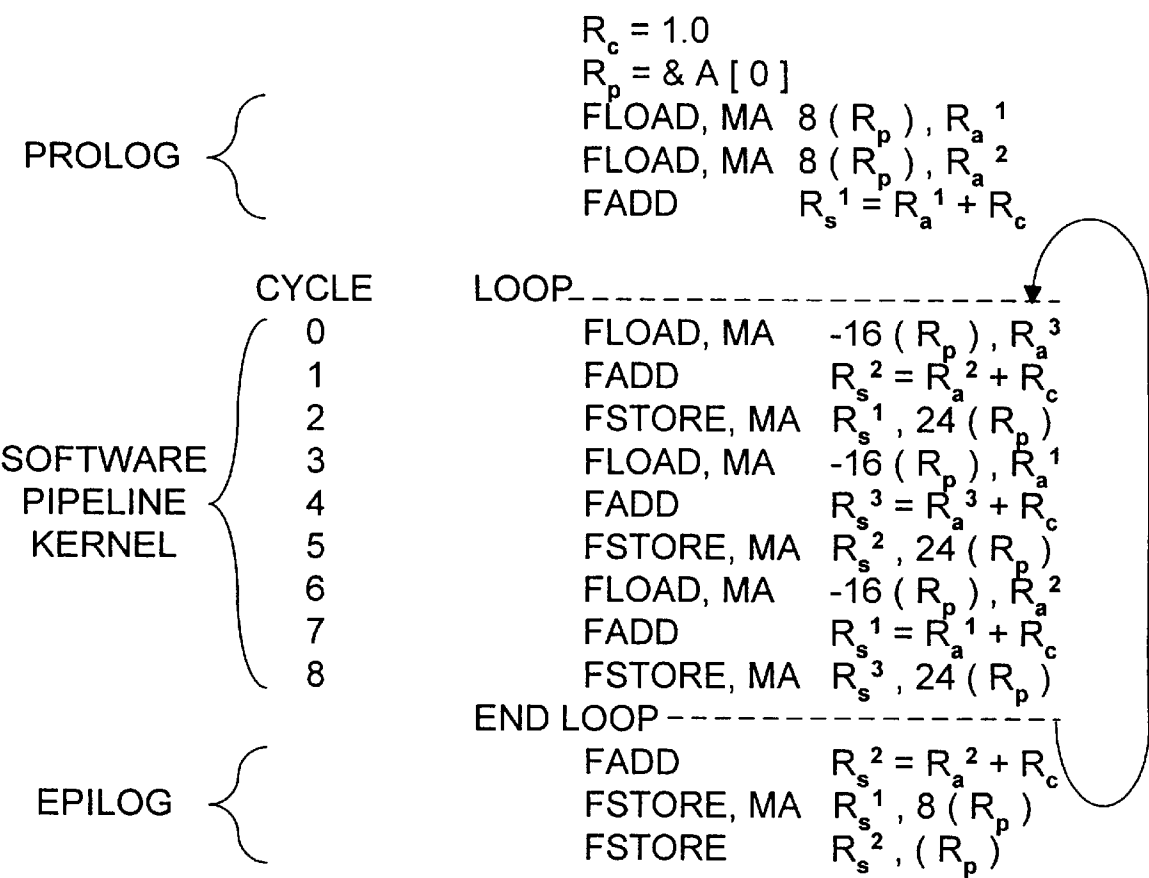 R_c = 1.0
R_p = & A [ 0 ]
FLOAD, MA 8 ( R_p ) , R_a^1
PROLOG FLOAD, MA 8 ( R_p ) , R_a^2
FADD R_s^1 = R_a^1 + R_c
CYCLE LOOP
0 FLOAD, MA -16 ( R_p ) , R_a^3
1 FADD R_s^2 = R_a^2 + R_c
2 FSTORE, MA R_s^1 , 24 ( R_p )
SOFTWARE 3 FLOAD, MA -16 ( R_p ) , R_a^1
PIPELINE 4 FADD R_s^3 = R_a^3 + R_c
KERNEL 5 FSTORE, MA R_s^2 , 24 ( R_p )
6 FLOAD, MA -16 ( R_p ) , R_a^2
7 FADD R_s^1 = R_a^1 + R_c
8 FSTORE, MA R_s^3 , 24 ( R_p )
END LOOP
FADD R_s^2 = R_a^2 + R_c
EPILOG FSTORE, MA R_s^1 , 8 ( R_p )
FSTORE R_s^2 , ( R_p )